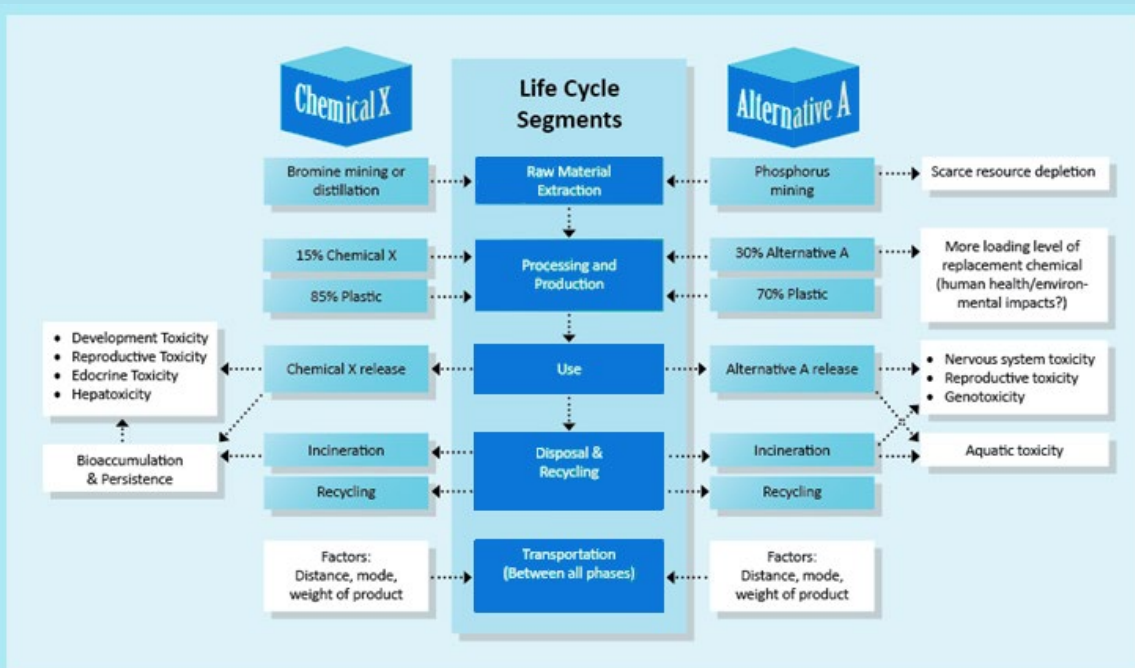 Chemical X
Life Cycle
Segments
Alternative A
Bromine mining or
distillation
Raw Material
Extraction
Phosphorus
mining
Scarce resource depletion
15% Chemical X
85% Plastic
Processing and
Production
30% Alternative A
70% Plastic
More loading level of
replacement chemical
(human health/environ-
mental impacts?)
• Development Toxicity
• Reproductive Toxicity
• Edocrine Toxicity
• Hepatoxicity
Chemical X release
Use
Alternative A release
• Nervous system toxicity
• Reproductive toxicity
• Genotoxicity
Bioaccumulation
& Persistence
Incineration
Recycling
Disposal &
Recycling
Incineration
Recycling
Aquatic toxicity
Factors:
Distance, mode,
weight of product
Transportation
(Between all phases)
Factors:
Distance, mode,
weight of product